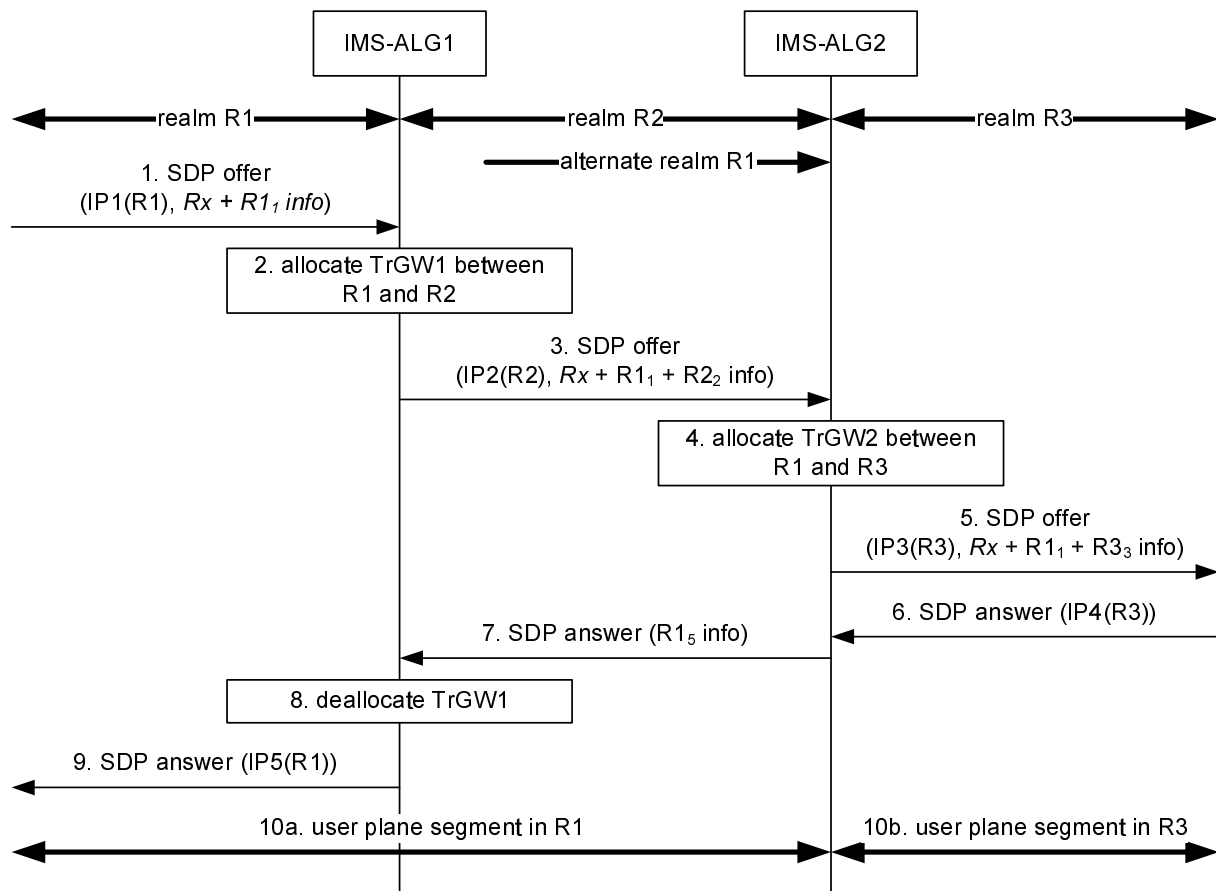 IMS-ALG1
IMS-ALG2
realm R1
realm R2
realm R3
alternate realm R1
1. SDP offer
(IP1(R1), Rx + R1₁ info)
2. allocate TrGW1 between
R1 and R2
3. SDP offer
(IP2(R2), Rx + R1₁ + R2₂ info)
4. allocate TrGW2 between
R1 and R3
5. SDP offer
(IP3(R3), Rx + R1₁ + R3₃ info)
6. SDP answer (IP4(R3))
7. SDP answer (R1₅ info)
8. deallocate TrGW1
9. SDP answer (IP5(R1))
10a. user plane segment in R1
10b. user plane segment in R3